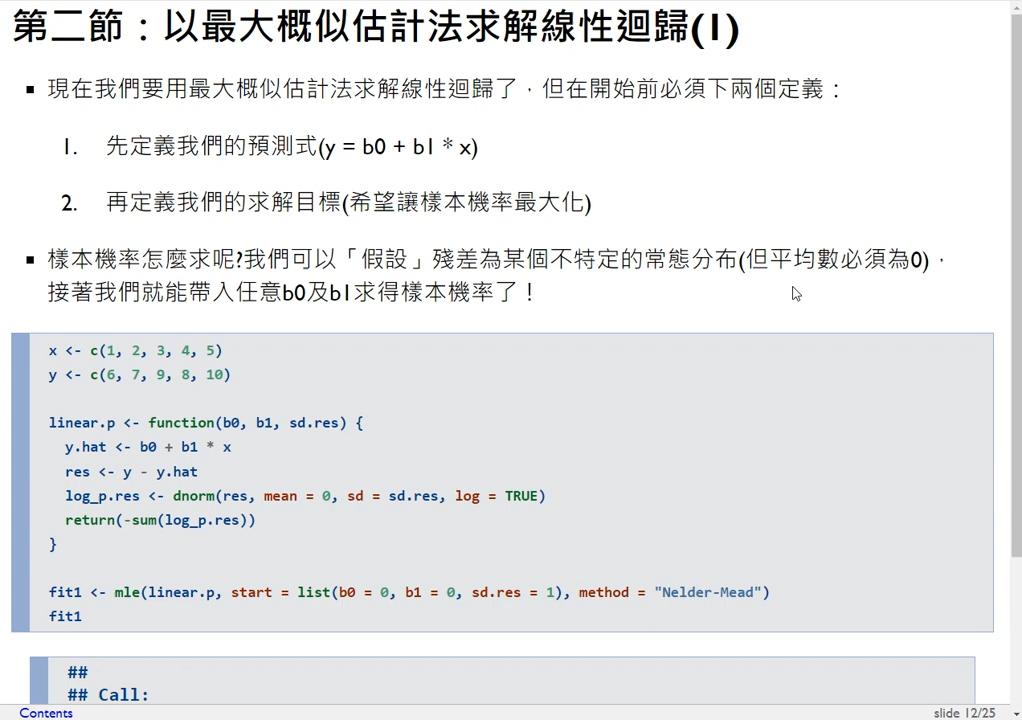 第二節：以最大概似估計法求解線性迴歸(1)
▪ 現在我們要用最大概似估計法求解線性迴歸了，但在開始前必須下兩個定義：
1. 先定義我們的預測式(y = b0 + b1 * x)
2. 再定義我們的求解目標(希望讓樣本機率最大化)
▪ 樣本機率怎麼求呢?我們可以「假設」殘差為某個不特定的常態分布(但平均數必須為0)，
接著我們就能帶入任意b0及b1求得樣本機率了！
x <- c(1, 2, 3, 4, 5)
y <- c(6, 7, 9, 8, 10)
linear.p <- function(b0, b1, sd.res) {
  y.hat <- b0 + b1 * x
  res <- y - y.hat
  log_p.res <- dnorm(res, mean = 0, sd = sd.res, log = TRUE)
  return(-sum(log_p.res))
}
fit1 <- mle(linear.p, start = list(b0 = 0, b1 = 0, sd.res = 1), method = "Nelder-Mead")
fit1
##
## Call:
Contents
slide 12/25